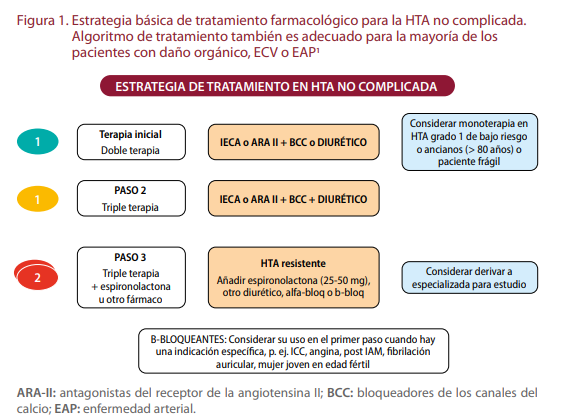 Figura 1. Estrategia básica de tratamiento farmacológico para la HTA no complicada.
Algoritmo de tratamiento también es adecuado para la mayoría de los
pacientes con daño orgánico, ECV o EAP¹
ESTRATEGIA DE TRATAMIENTO EN HTA NO COMPLICADA
1
Terapia inicial
Doble terapia
IECA o ARA II + BCC o DIURÉTICO
Considerar monoterapia en
HTA grado 1 de bajo riesgo
o ancianos (> 80 años) o
paciente frágil
1
PASO 2
Triple terapia
IECA o ARA II + BCC + DIURÉTICO
2
PASO 3
Triple terapia
+ espironolactona
u otro fármaco
HTA resistente
Añadir espironolactona (25-50 mg),
otro diurético, alfa-bloq o b-bloq
Considerar derivar a
especializada para estudio
B-BLOQUEANTES: Considerar su uso en el primer paso cuando hay
una indicación específica, p. ej. ICC, angina, post IAM, fibrilación
auricular, mujer joven en edad fértil
ARA-II: antagonistas del receptor de la angiotensina II; BCC: bloqueadores de los canales del
calcio; EAP: enfermedad arterial.